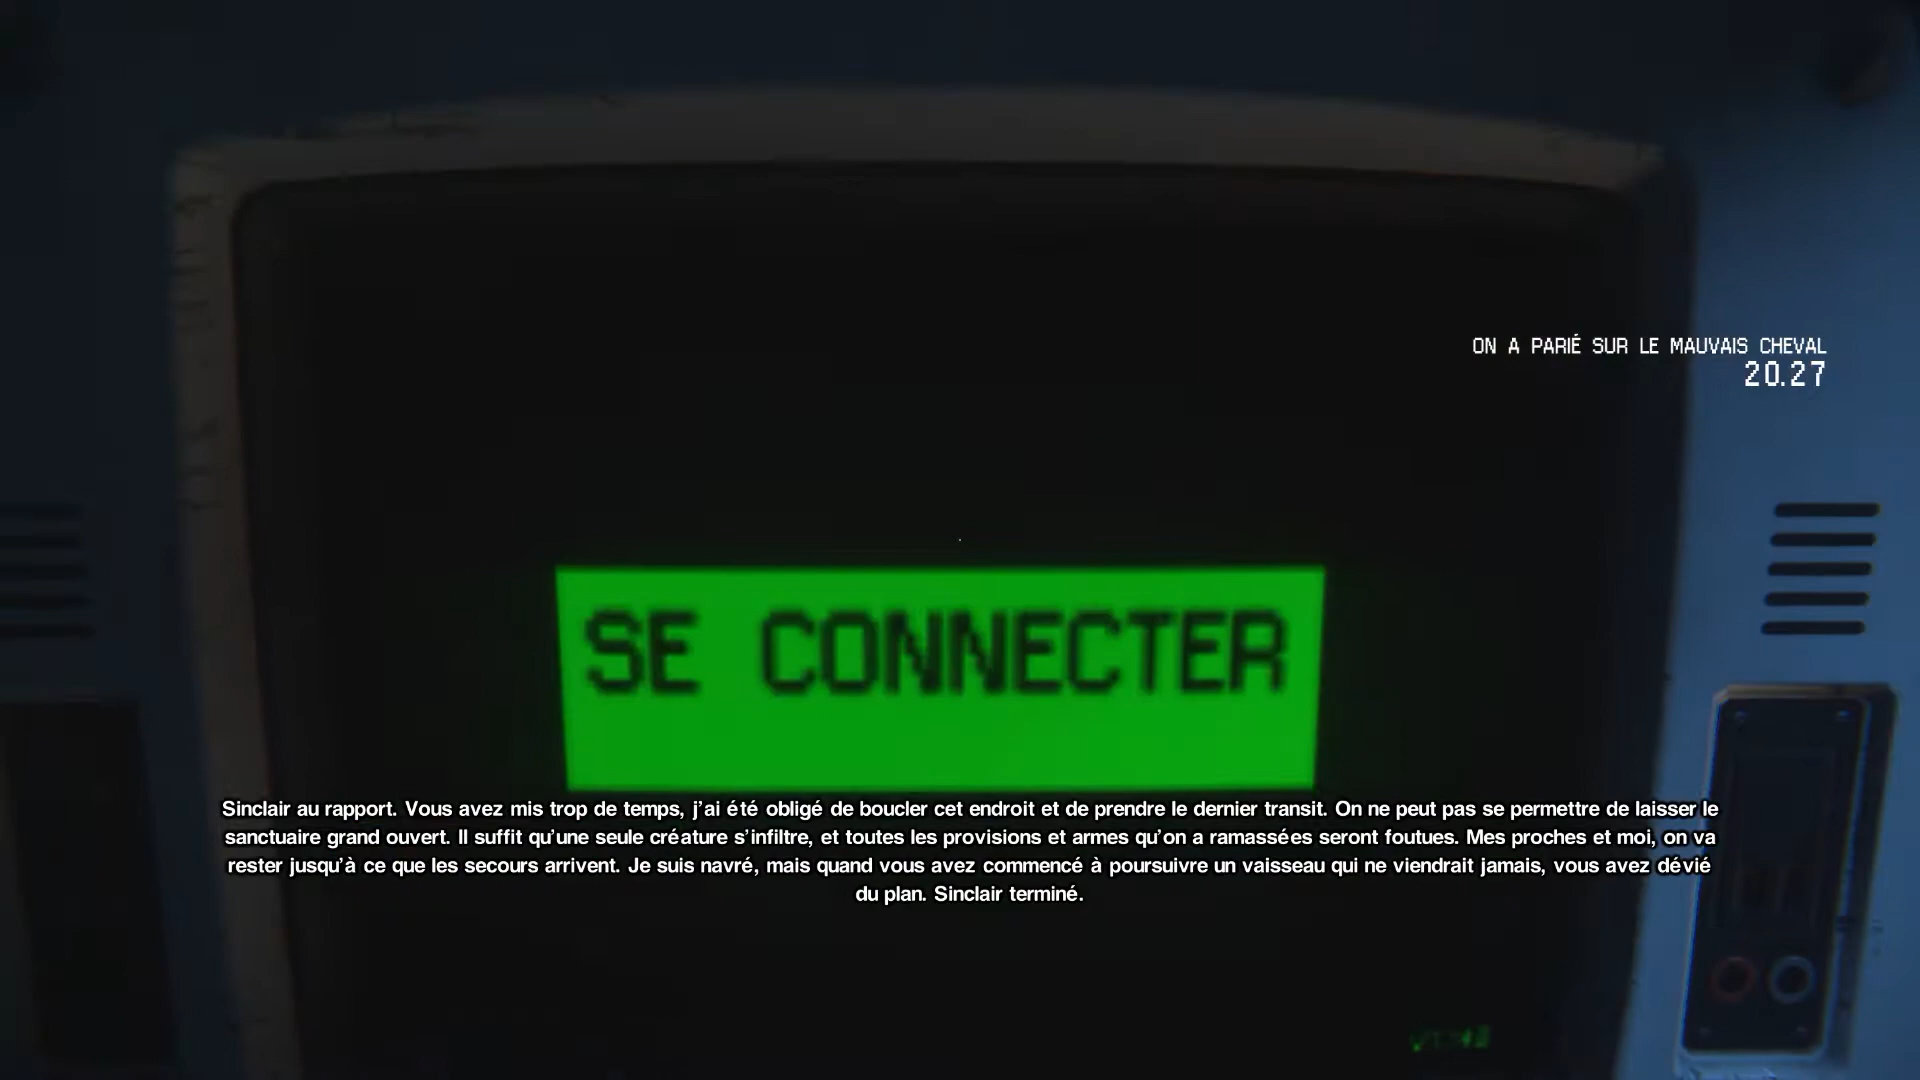 ON A PARIÉ SUR LE MAUVAIS CHEVAL
20.27
SE CONNECTER
Sinclair au rapport. Vous avez mis trop de temps, j’ai été obligé de boucler cet endroit et de prendre le dernier transit. On ne peut pas se permettre de laisser le
sanctuaire grand ouvert. Il suffit qu’une seule créature s’infiltre, et toutes les provisions et armes qu’on a ramassées seront foutues. Mes proches et moi, on va
rester jusqu’à ce que les secours arrivent. Je suis navré, mais quand vous avez commencé à poursuivre un vaisseau qui ne viendrait jamais, vous avez dévié
du plan. Sinclair terminé.